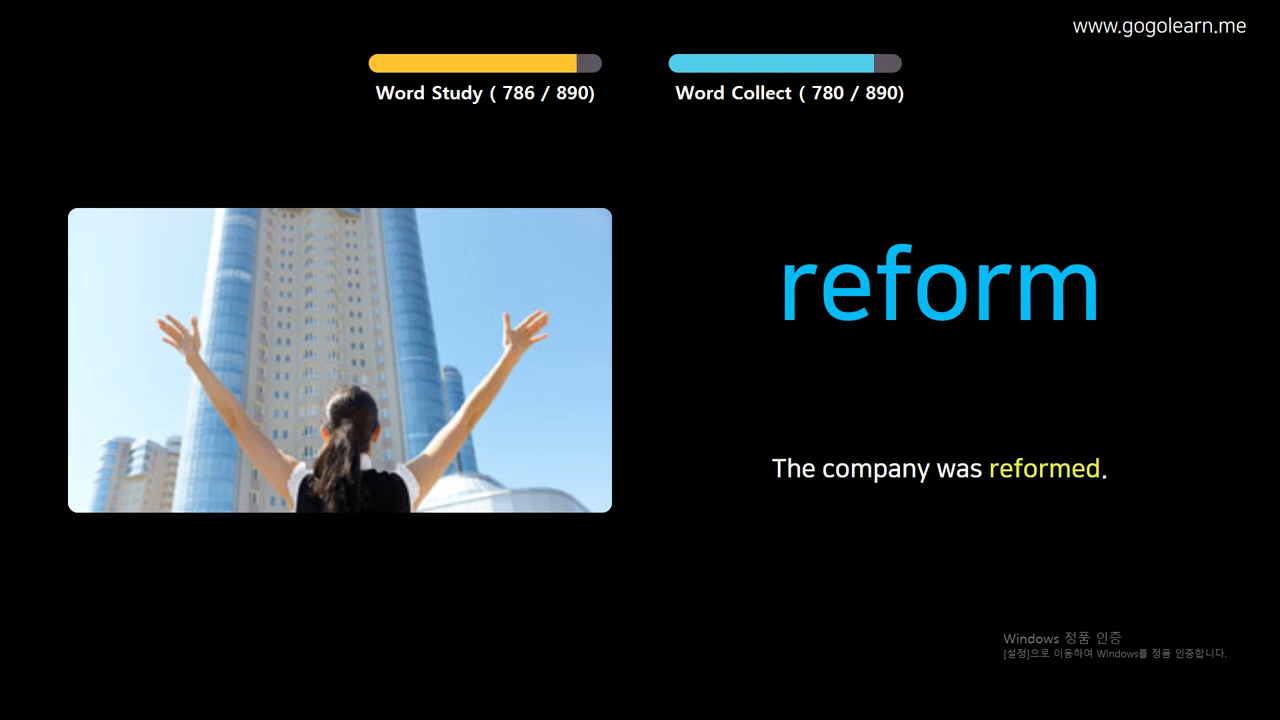 www.gogolearn.me
Word Study ( 786 / 890)
Word Collect ( 780 / 890)
reform
The company was reformed.
Windows 정품 인증
[설정]으로 이동하여 Windows를 정품 인증합니다.